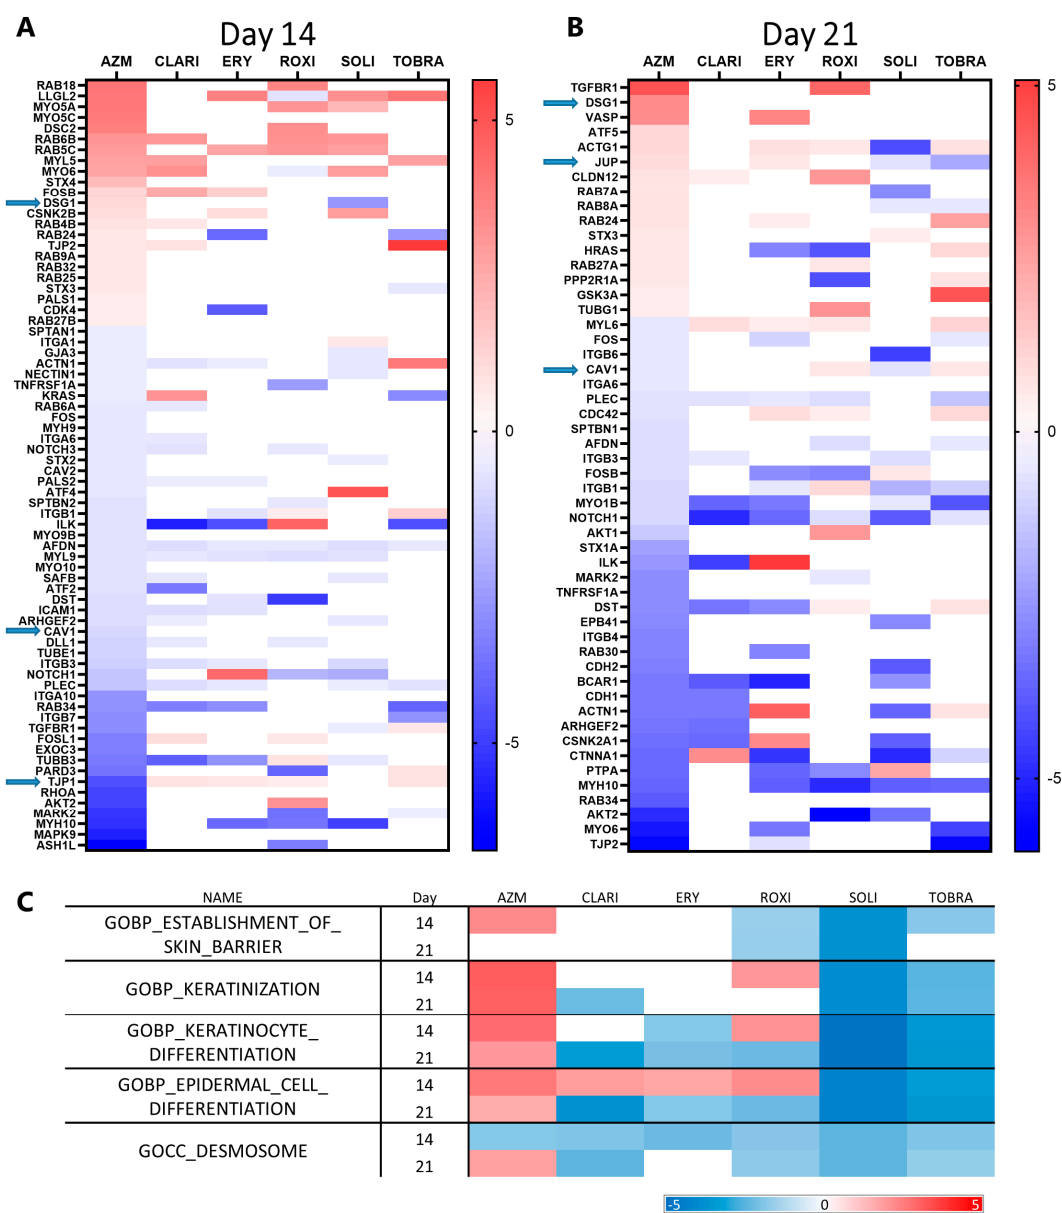 A
Day 14
AZM CLARI ERY ROXI SOLI TOBRA
RAB18
LLGL2
MYO5A
MYO5C
DSC2
RAB6B
RAB5C
MYL5
MYO6
STX4
FOSB
DSG1
CSNK2B
RAB4B
RAB24
TJP2
RAB9A
RAB32
RAB25
STX3
PALS1
CDK4
RAB27B
SPTAN1
ITGA1
GJA3
ACTN1
NECTIN1
TNFRSF1A
KRAS
RAB6A
FOS
MYH9
ITGA6
NOTCH3
STX2
CAV2
PALS2
ATF4
SPTBN2
ITGB1
ILK
MYO9B
AFDN
MYL9
MYO10
SAFB
ATF2
DST
ICAM1
ARHGEF2
CAV1
DLL1
TUBE1
ITGB3
NOTCH1
PLEC
ITGA10
RAB34
ITGB7
TGFBR1
FOSL1
EXOC3
TUBB3
PARD3
TJP1
RHOA
AKT2
MARK2
MYH10
MAPK9
ASH1L
5
0
-5
B
Day 21
AZM CLARI ERY ROXI SOLI TOBRA
TGFBR1
DSG1
VASP
ATF5
ACTG1
JUP
CLDN12
RAB7A
RAB8A
RAB24
STX3
HRAS
RAB27A
PPP2R1A
GSK3A
TUBG1
MYL6
FOS
ITGB6
CAV1
ITGA6
PLEC
CDC42
SPTBN1
AFDN
ITGB3
FOSB
ITGB1
MYO1B
NOTCH1
AKT1
STX1A
ILK
MARK2
TNFRSF1A
DST
EPB41
ITGB4
RAB30
CDH2
BCAR1
CDH1
ACTN1
ARHGEF2
CSNK2A1
CTNNA1
PTPA
MYH10
RAB34
AKT2
MYO6
TJP2
5
0
-5
C
NAME Day AZM CLARI ERY ROXI SOLI TOBRA
GOBP_ESTABLISHMENT_OF_ 14
SKIN_BARRIER 21
GOBP_KERATINIZATION 14
21
GOBP_KERATINOCYTE_ 14
DIFFERENTIATION 21
GOBP_EPIDERMAL_CELL_ 14
DIFFERENTIATION 21
GOCC_DESMOSOME 14
21
-5 0 5